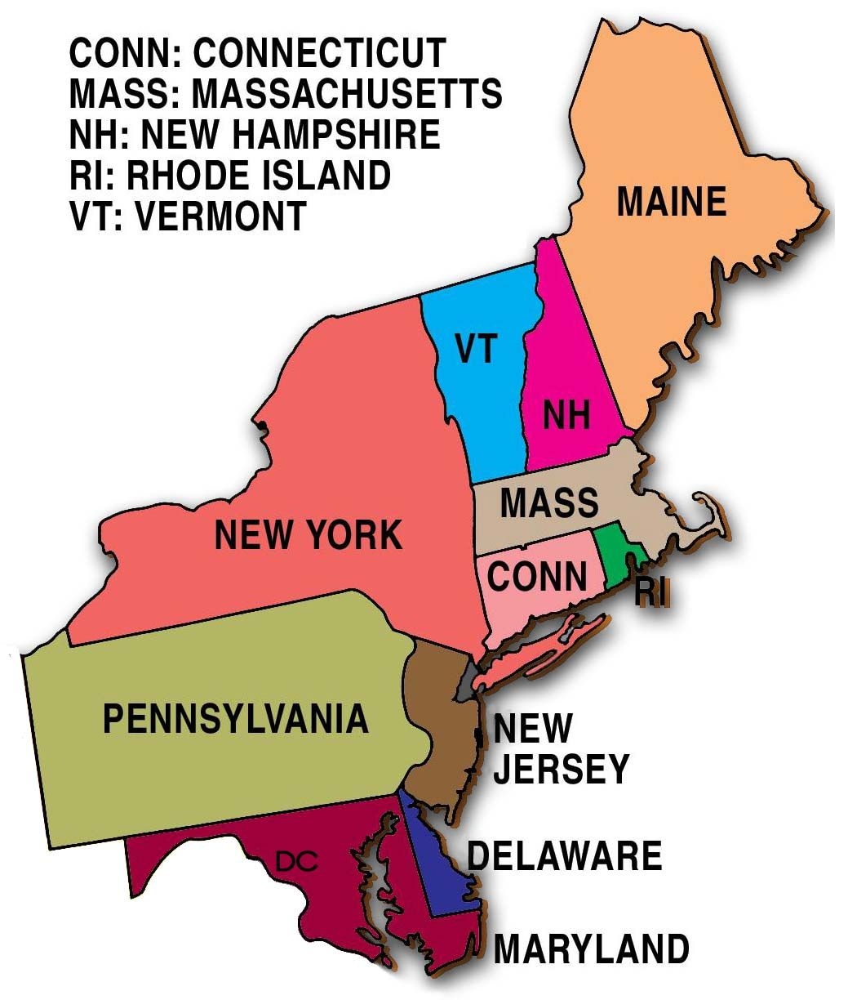 CONN: CONNECTICUT
MASS: MASSACHUSETTS
NH: NEW HAMPSHIRE
RI: RHODE ISLAND
VT: VERMONT
MAINE
VT
NH
MASS
NEW YORK
CONN
RI
PENNSYLVANIA
NEW
JERSEY
DELAWARE
DC
MARYLAND